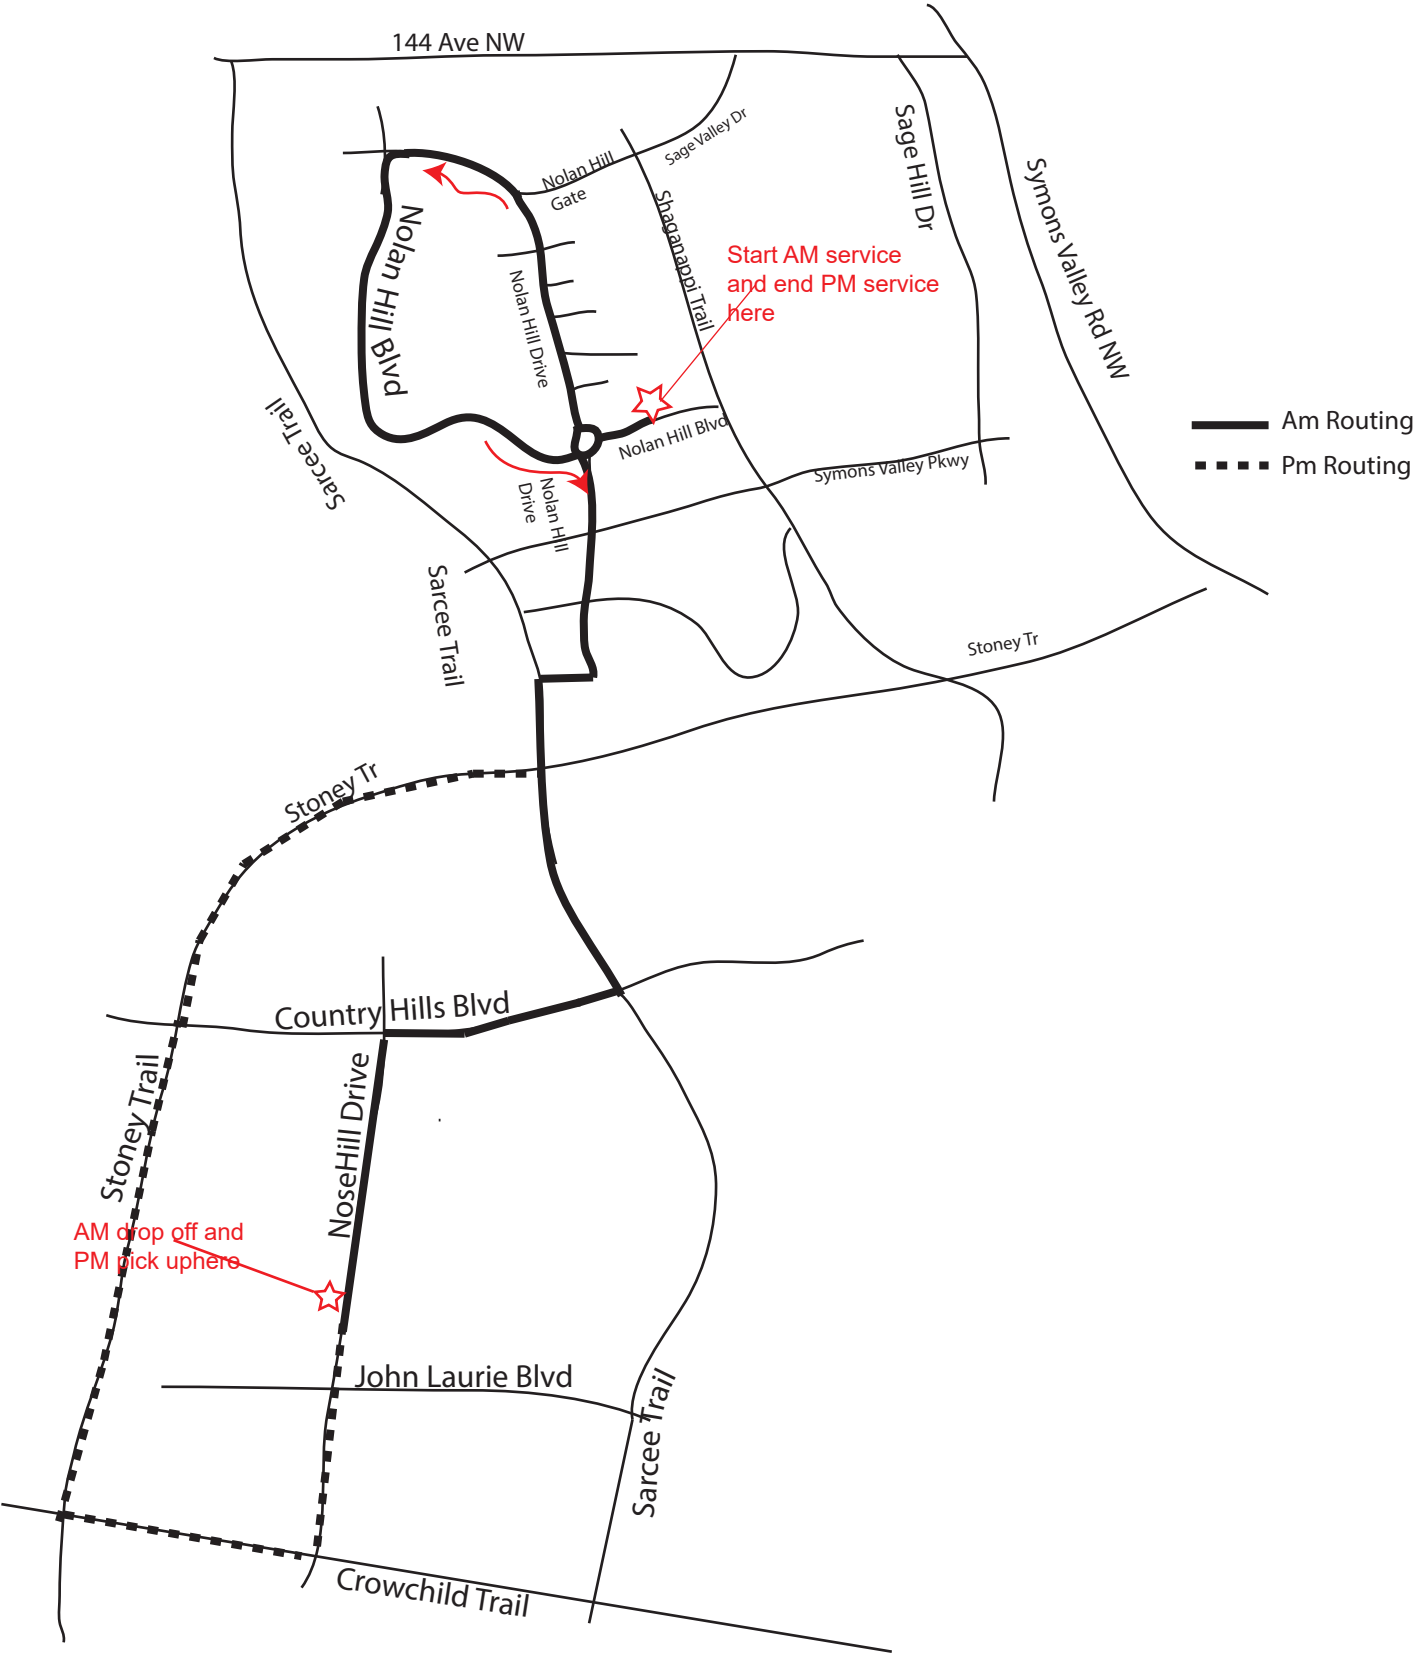 144 Ave NW
Sage Valley Dr
Nolan Hill
Gate
Sage Hill Dr
Symons Valley Rd NW
Shaganappi Trail
Nolan Hill Blvd
Nolan Hill Drive
Start AM service
and end PM service
here
Sarcee Trail
Nolan Hill Blvd
Am Routing
Pm Routing
Symons Valley Pkwy
Nolan Hill
Drive
Sarcee Trail
Stoney Tr
Stoney Tr
Country Hills Blvd
Stoney Trail
NoseHill Drive
AM drop off and
PM pick uphere
John Laurie Blvd
Sarcee Trail
Crowchild Trail